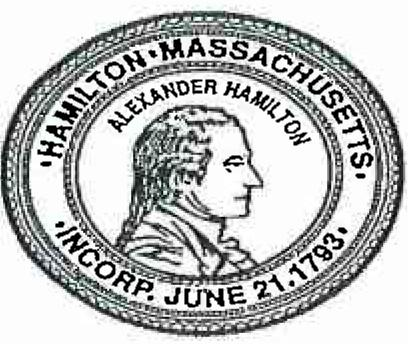 ·HAMILTON·MASSACHUSETTS·
ALEXANDER HAMILTON
·INCORP. JUNE 21.1793·